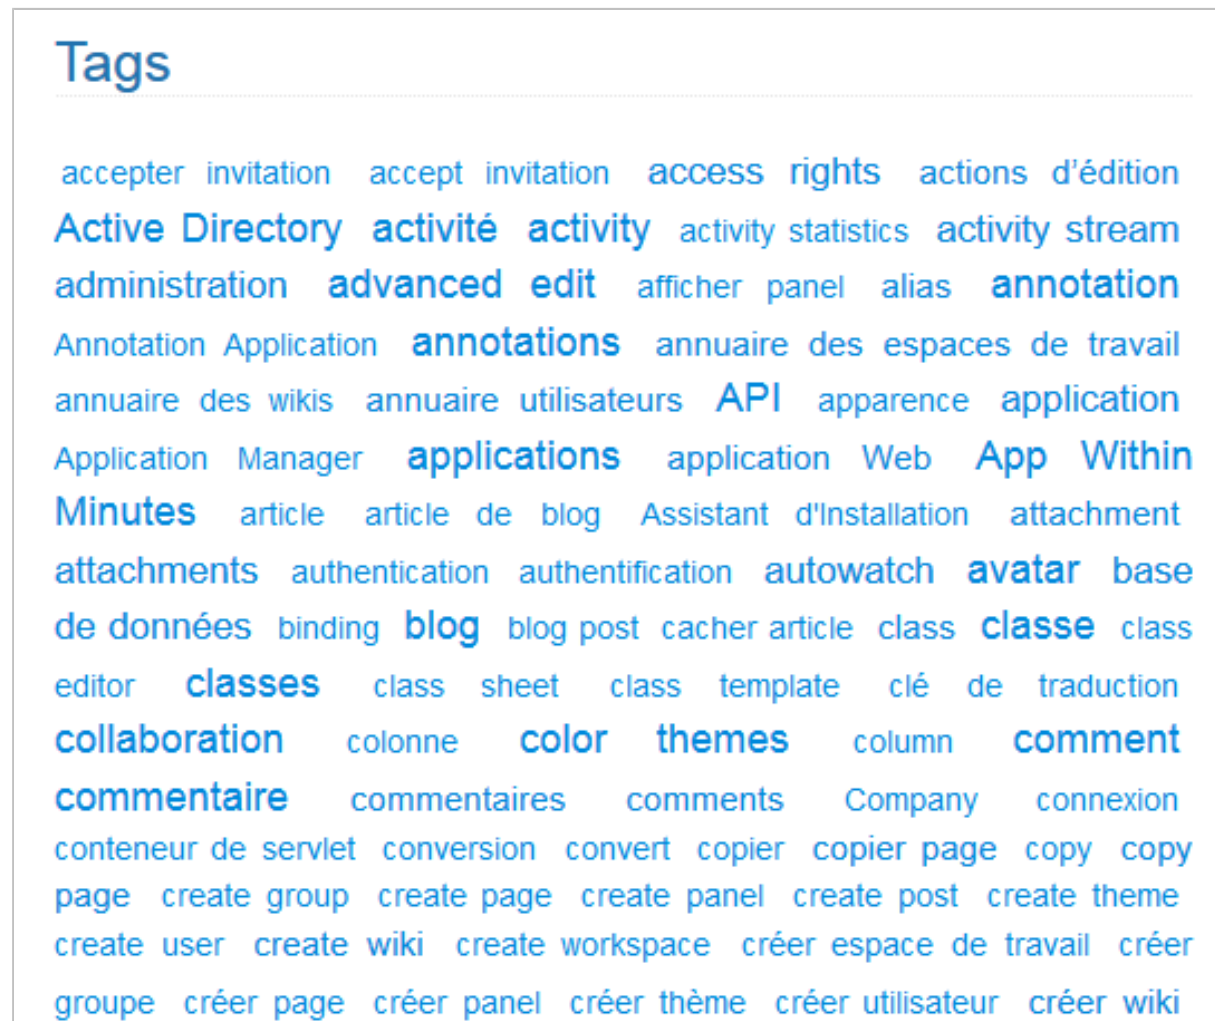 Tags
accepter invitation accept invitation access rights actions d’édition
Active Directory activité activity activity statistics activity stream
administration advanced edit afficher panel alias annotation
Annotation Application annotations annuaire des espaces de travail
annuaire des wikis annuaire utilisateurs API apparence application
Application Manager applications application Web App Within
Minutes article article de blog Assistant d'Installation attachment
attachments authentication authentification autowatch avatar base
de données binding blog blog post cacher article class classe class
editor classes class sheet class template clé de traduction
collaboration colonne color themes column comment
commentaire commentaires comments Company connexion
conteneur de servlet conversion convert copier copier page copy copy
page create group create page create panel create post create theme
create user create wiki create workspace créer espace de travail créer
groupe créer page créer panel créer thème créer utilisateur créer wiki